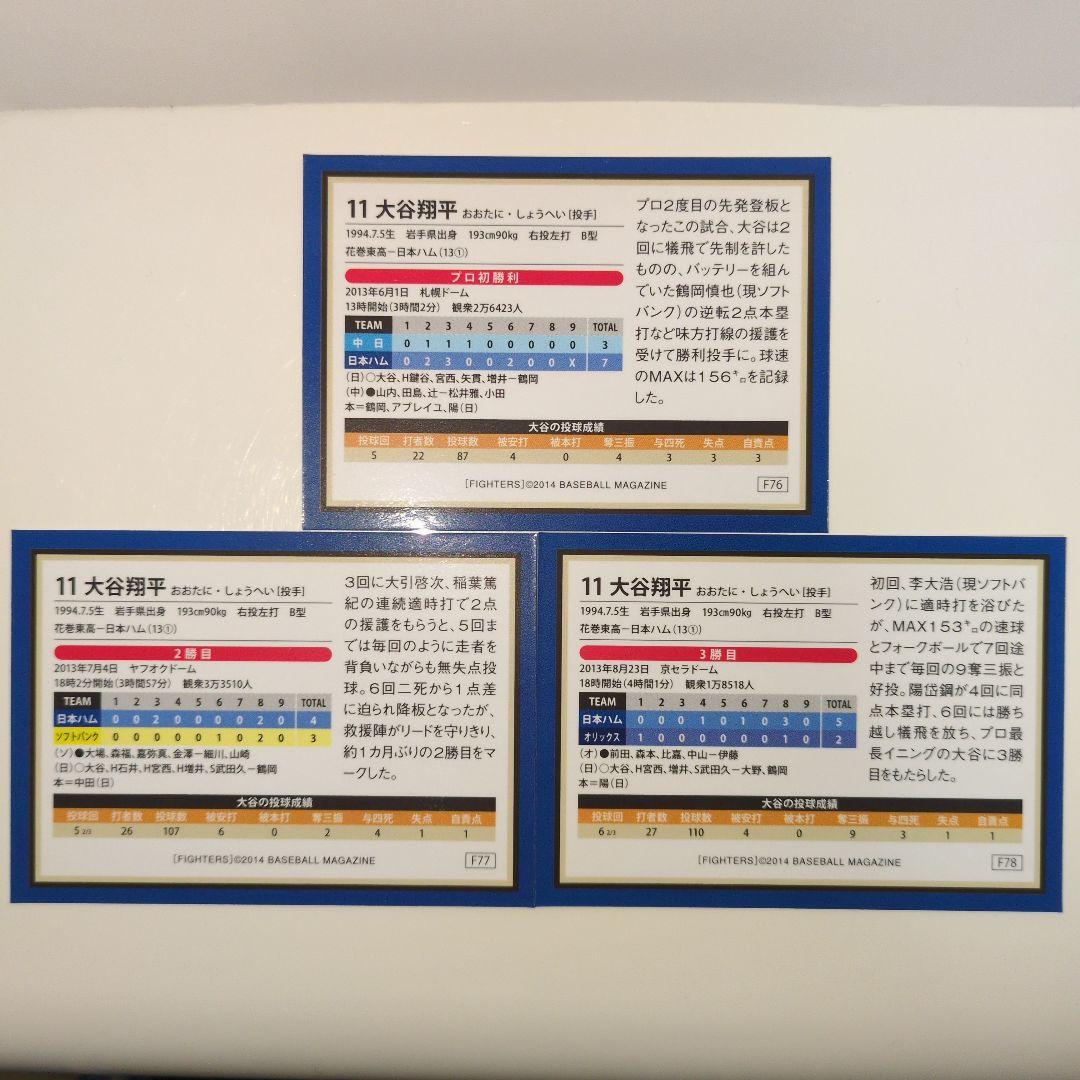 11 大谷翔平 おおたに・しょうへい[投手]
1994.7.5生 岩手県出身 193㎝90㎏ 右投左打 B型
花巻東高－日本ハム(13①)
プロ初勝利
2013年6月1日 札幌ドーム
13時開始(3時間2分) 観衆2万6423人
TEAM 1 2 3 4 5 6 7 8 9 TOTAL
中日 0 1 1 1 0 0 0 0 0 3
日本ハム 0 2 3 0 0 2 0 0 X 7
(日)○大谷、H鍵谷、宮西、矢貫、増井－鶴岡
(中)●山内、田島、辻－松井雅、小田
本＝鶴岡、アブレイユ、陽(日)
プロ2度目の先発登板と
なったこの試合、大谷は2
回に犠飛で先制を許した
ものの、バッテリーを組ん
でいた鶴岡慎也(現ソフト
バンク)の逆転2点本塁
打など味方打線の援護を
受けて勝利投手に。球速
のMAXは156㌔を記録
した。
大谷の投球成績
投球回 打者数 投球数 被安打 被本打 奪三振 与四死 失点 自責点
5 22 87 4 0 4 3 3 3
[FIGHTERS]©2014 BASEBALL MAGAZINE F76
11 大谷翔平 おおたに・しょうへい[投手]
1994.7.5生 岩手県出身 193㎝90㎏ 右投左打 B型
花巻東高－日本ハム(13①)
2勝目
2013年7月4日 ヤフオクドーム
18時2分開始(3時間57分) 観衆3万3510人
TEAM 1 2 3 4 5 6 7 8 9 TOTAL
日本ハム 0 0 2 0 0 0 0 2 0 4
ソフトバンク 0 0 0 0 0 1 0 2 0 3
(ソ)●大場、森福、嘉弥真、金澤－細川、山崎
(日)○大谷、H石井、H宮西、H増井、S武田久－鶴岡
本＝中田(日)
3回に大引啓次、稲葉篤
紀の連続適時打で2点
の援護をもらうと、5回ま
では毎回のように走者を
背負いながらも無失点投
球。6回二死から1点差
に迫られ降板となったが、
救援陣がリードを守りきり、
約1カ月ぶりの2勝目をマ
ークした。
大谷の投球成績
投球回 打者数 投球数 被安打 被本打 奪三振 与四死 失点 自責点
5 2/3 26 107 6 0 2 4 1 1
[FIGHTERS]©2014 BASEBALL MAGAZINE F77
11 大谷翔平 おおたに・しょうへい[投手]
1994.7.5生 岩手県出身 193㎝90㎏ 右投左打 B型
花巻東高－日本ハム(13①)
3勝目
2013年8月23日 京セラドーム
18時開始(4時間1分) 観衆1万8518人
TEAM 1 2 3 4 5 6 7 8 9 TOTAL
日本ハム 0 0 0 1 0 1 0 3 0 5
オリックス 1 0 0 0 0 0 0 1 0 2
(オ)●前田、森本、比嘉、中山－伊藤
(日)○大谷、H宮西、増井、S武田久－大野、鶴岡
本＝陽(日)
初回、李大浩(現ソフトバ
ンク)に適時打を浴びた
が、MAX153㌔の速球
とフォークボールで7回途
中まで毎回の9奪三振と
好投。陽岱鋼が4回に同
点本塁打、6回には勝ち
越し犠飛を放ち、プロ最
長イニングの大谷に3勝
目をもたらした。
大谷の投球成績
投球回 打者数 投球数 被安打 被本打 奪三振 与四死 失点 自責点
6 2/3 27 110 4 0 9 3 1 1
[FIGHTERS]©2014 BASEBALL MAGAZINE F78